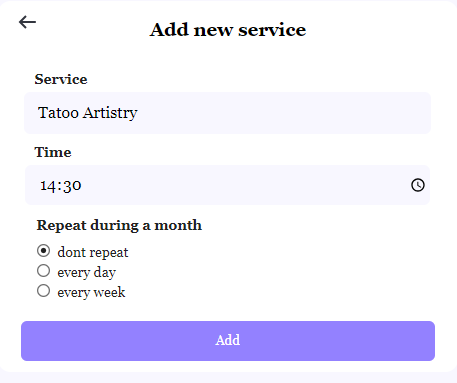 Add new service
Service
Tatoo Artistry
Time
14:30
Repeat during a month
dont repeat
every day
every week
Add